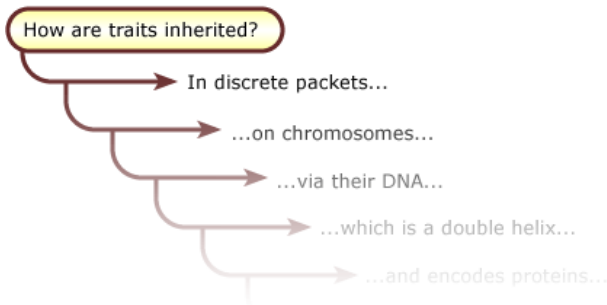 How are traits inherited?
In discrete packets...
...on chromosomes...
...via their DNA...
...which is a double helix...
...and encodes proteins...